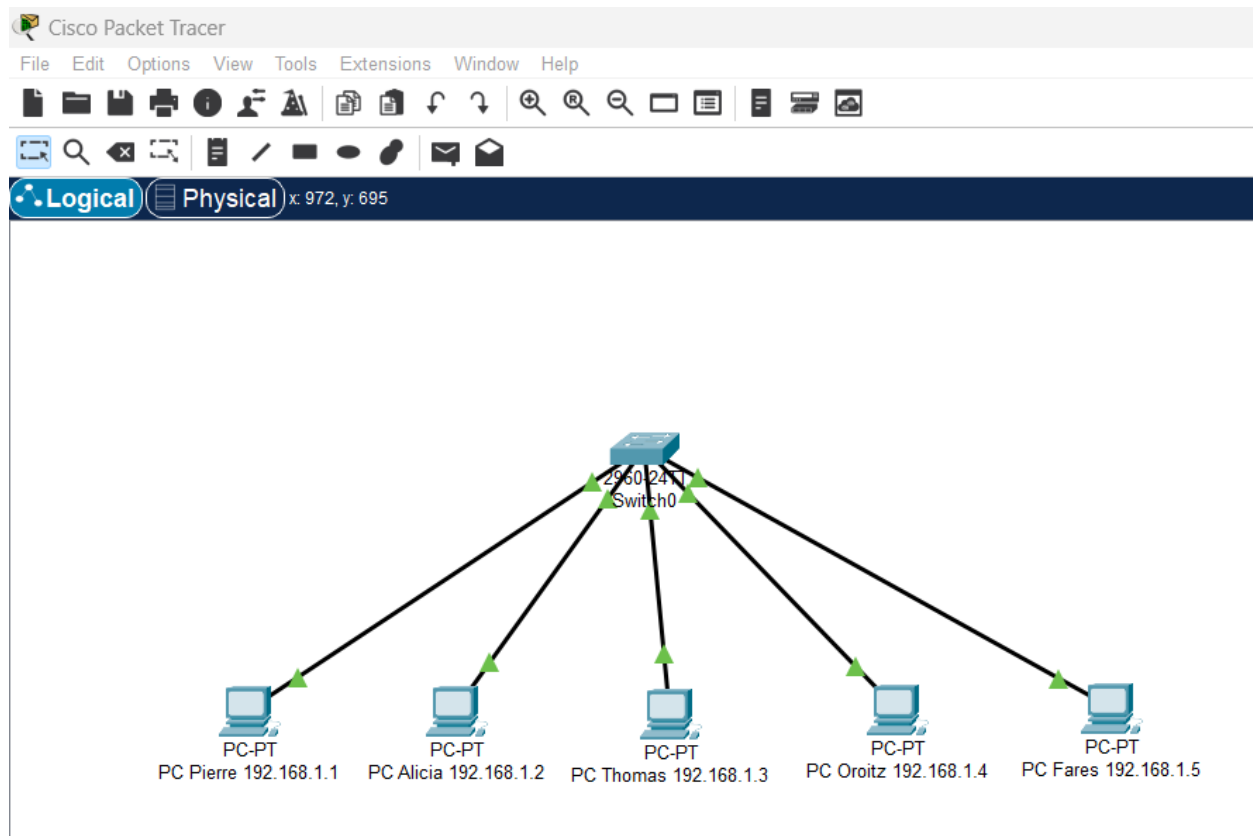 Cisco Packet Tracer
File Edit Options View Tools Extensions Window Help
Logical Physical x: 972, y: 695
2960-24TT
Switch0
PC-PT
PC Pierre 192.168.1.1
PC-PT
PC Alicia 192.168.1.2
PC-PT
PC Thomas 192.168.1.3
PC-PT
PC Oroitz 192.168.1.4
PC-PT
PC Fares 192.168.1.5